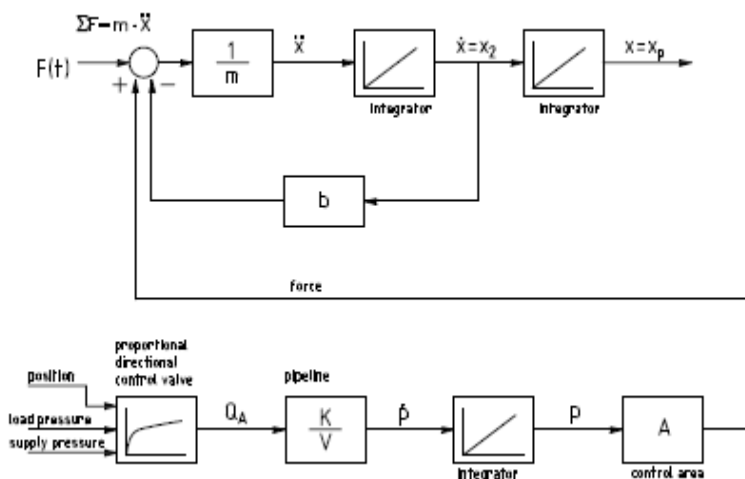 ΣF=m·ẍ
F(t)
+
−
1
m
ẍ
integrator
ẋ=x₂
integrator
x=xₚ
b
force
proportional
directional
control valve
position
load pressure
supply pressure
Q_A
pipeline
K
V
ṗ
integrator
p
A
control area